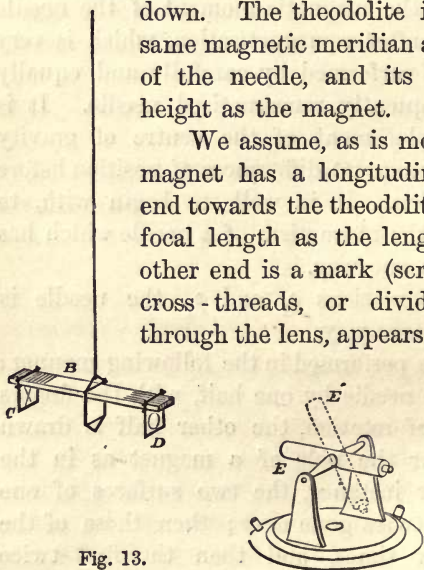 down. The theodolite i
same magnetic meridian a
of the needle, and its
height as the magnet.
We assume, as is mo
magnet has a longitudin
end towards the theodolit
focal length as the leng
other end is a mark (scr
cross-threads, or divid
through the lens, appears
B
C
D
E'
E
Fig. 13.